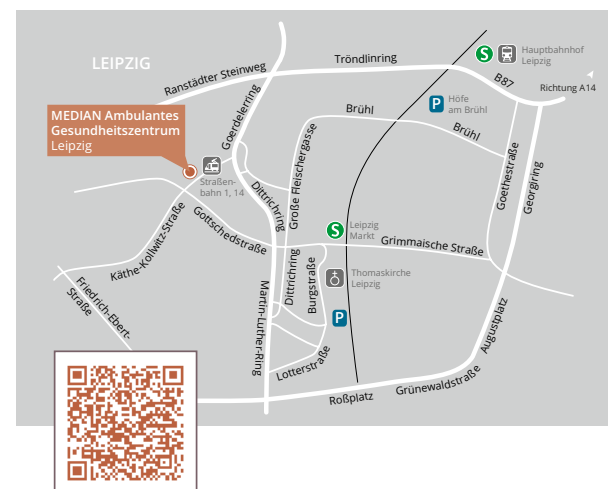 LEIPZIG
Ranstädter Steinweg
Tröndlinring
S
Hauptbahnhof
Leipzig
B87
Richtung A14
MEDIAN Ambulantes
Gesundheitszentrum
Leipzig
Goerdelerring
Große Fleischergasse
Brühl
P
Höfe
am Brühl
Brühl
Goethestraße
Georgiring
Straßen-
bahn 1, 14
Dittrichring
Gottschedstraße
S
Leipzig
Markt
Grimmaische Straße
Käthe-Kollwitz-Straße
Friedrich-Ebert-
Straße
Martin-Luther-Ring
Dittrichring
Burgstraße
Thomaskirche
Leipzig
P
Lotterstraße
Roßplatz
Grünewaldstraße
Augustplatz